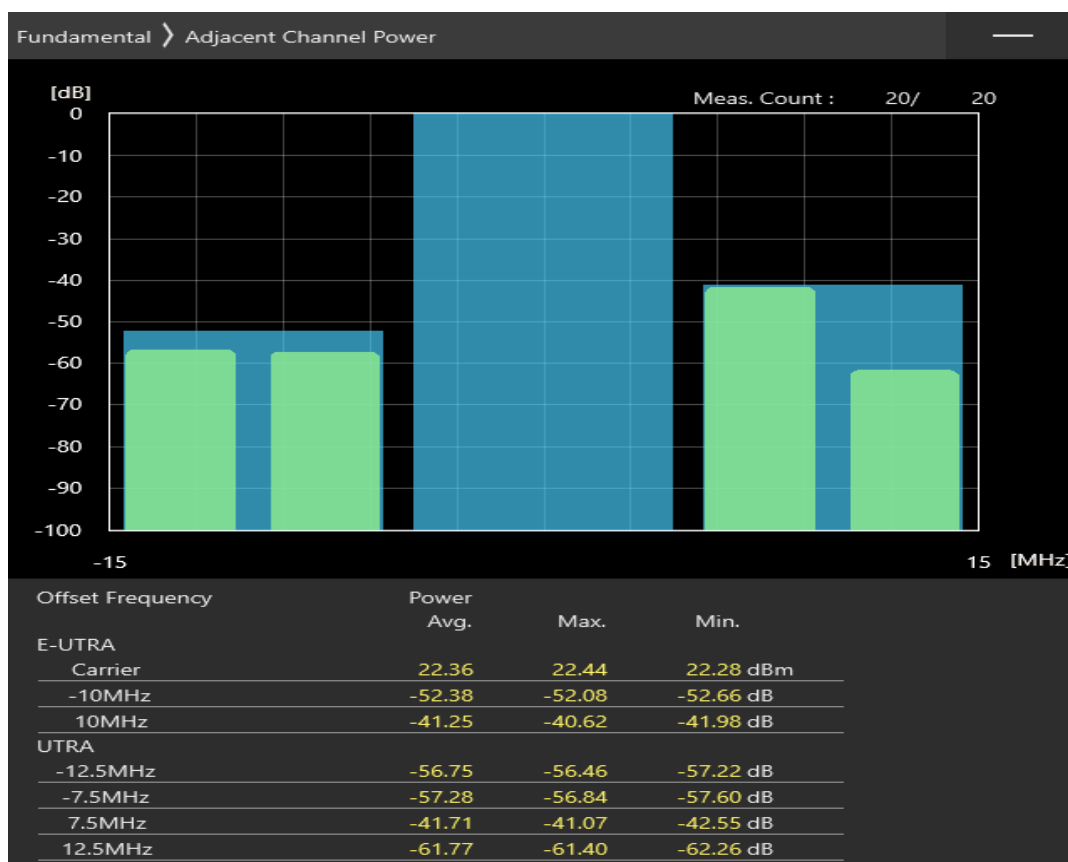 Fundamental ❯ Adjacent Channel Power
[dB]
Meas. Count : 20/ 20
0
-10
-20
-30
-40
-50
-60
-70
-80
-90
-100
-15 15 [MHz]
Offset Frequency Power
Avg. Max. Min.
E-UTRA
Carrier 22.36 22.44 22.28 dBm
-10MHz -52.38 -52.08 -52.66 dB
10MHz -41.25 -40.62 -41.98 dB
UTRA
-12.5MHz -56.75 -56.46 -57.22 dB
-7.5MHz -57.28 -56.84 -57.60 dB
7.5MHz -41.71 -41.07 -42.55 dB
12.5MHz -61.77 -61.40 -62.26 dB